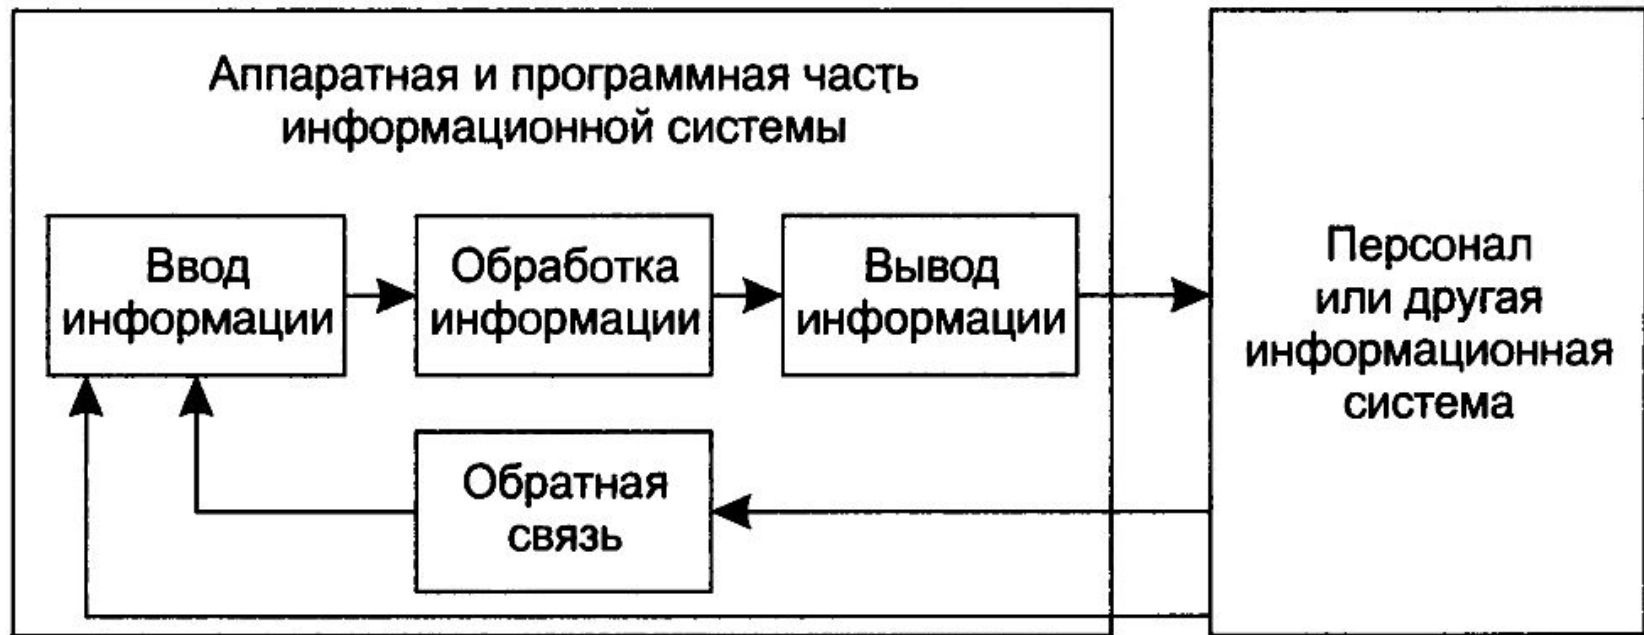 Аппаратная и программная часть
информационной системы
Ввод
информации
Обработка
информации
Вывод
информации
Персонал
или другая
информационная
система
Обратная
связь